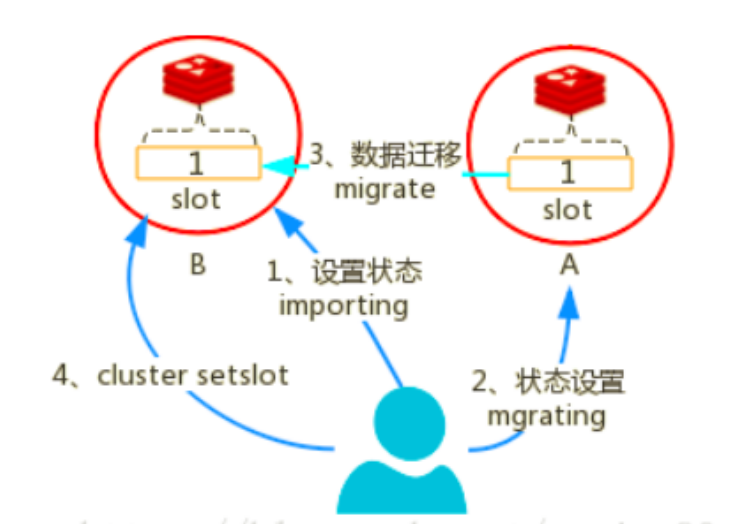 1
slot
B
3、数据迁移
migrate
1
slot
A
1、设置状态
importing
4、cluster setslot
2、状态设置
mgrating